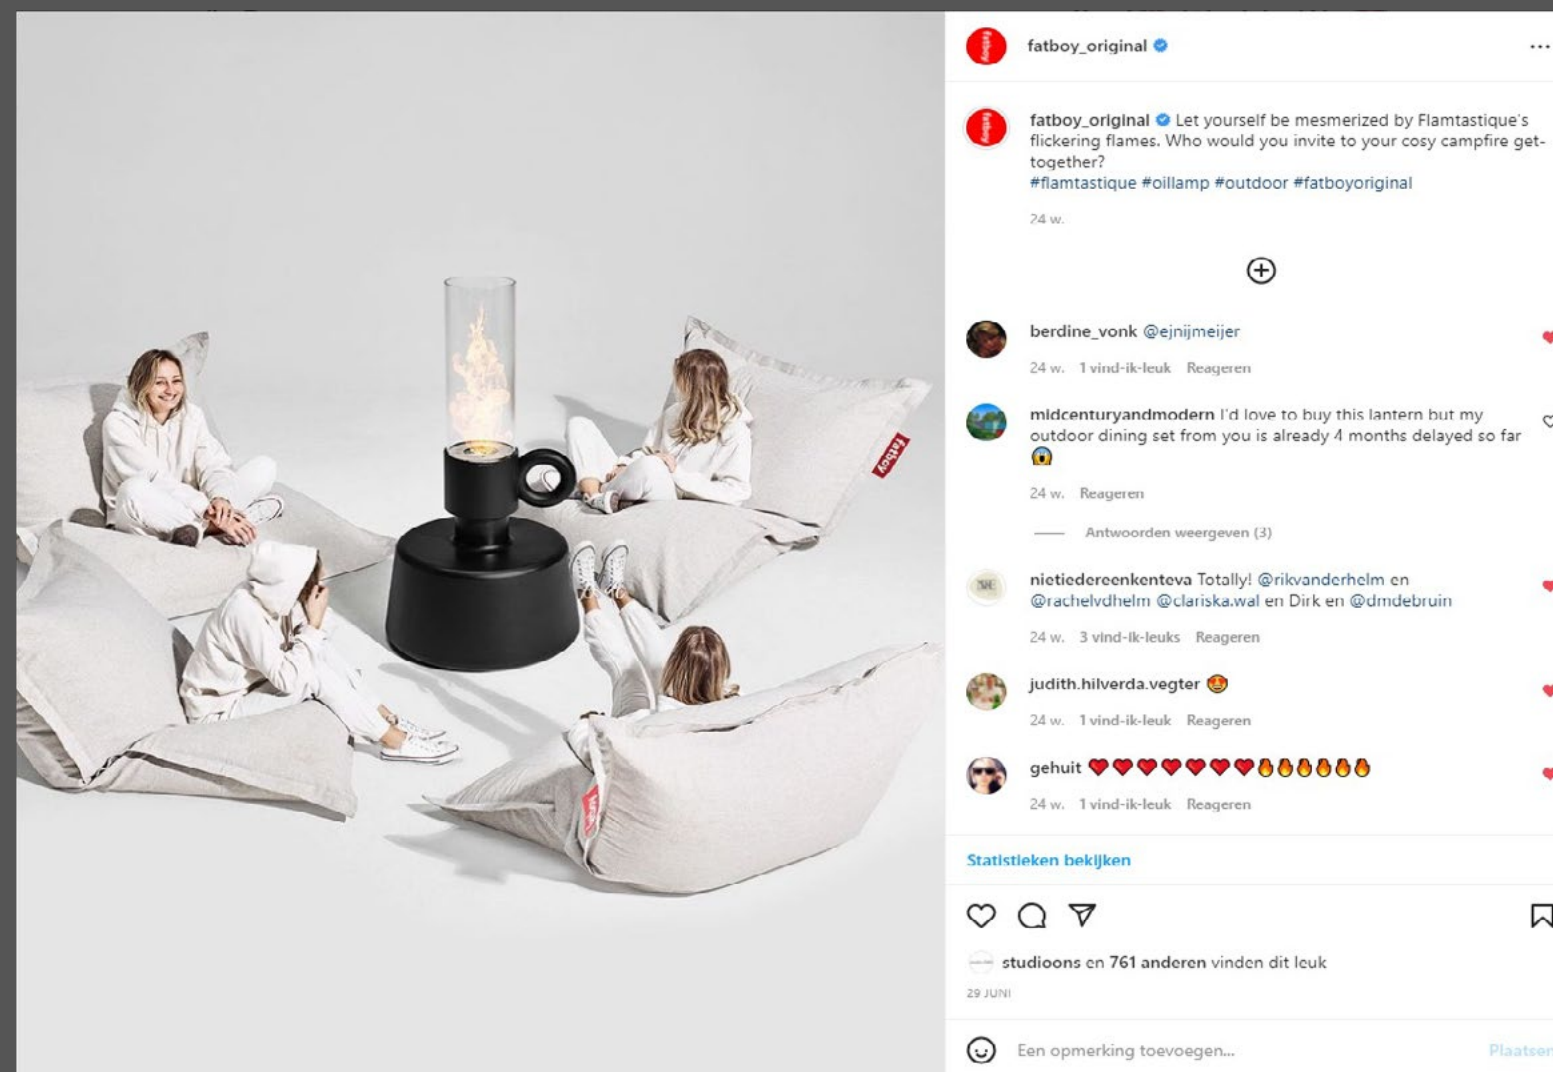 fatboy
fatboy_original
fatboy
fatboy_original Let yourself be mesmerized by Flamtastique's
flickering flames. Who would you invite to your cosy campfire get-
together?
#flamtastique #oillamp #outdoor #fatboyoriginal
24 w.
berdine_vonk @ejnijmeijer
24 w. 1 vind-ik-leuk Reageren
midcenturyandmodern I'd love to buy this lantern but my
outdoor dining set from you is already 4 months delayed so far
😱
24 w. Reageren
Antwoorden weergeven (3)
nietiedereenkenteva Totally! @rikvanderhelm en
@rachelvdhelm @clariska.wal en Dirk en @dmdebruin
24 w. 3 vind-ik-leuks Reageren
judith.hilverda.vegter 😍
24 w. 1 vind-ik-leuk Reageren
gehuit ❤❤❤❤❤❤❤🔥🔥🔥🔥🔥🔥
24 w. 1 vind-ik-leuk Reageren
Statistieken bekijken
studioons en 761 anderen vinden dit leuk
29 JUNI
Een opmerking toevoegen...
Plaatsen
fatboy